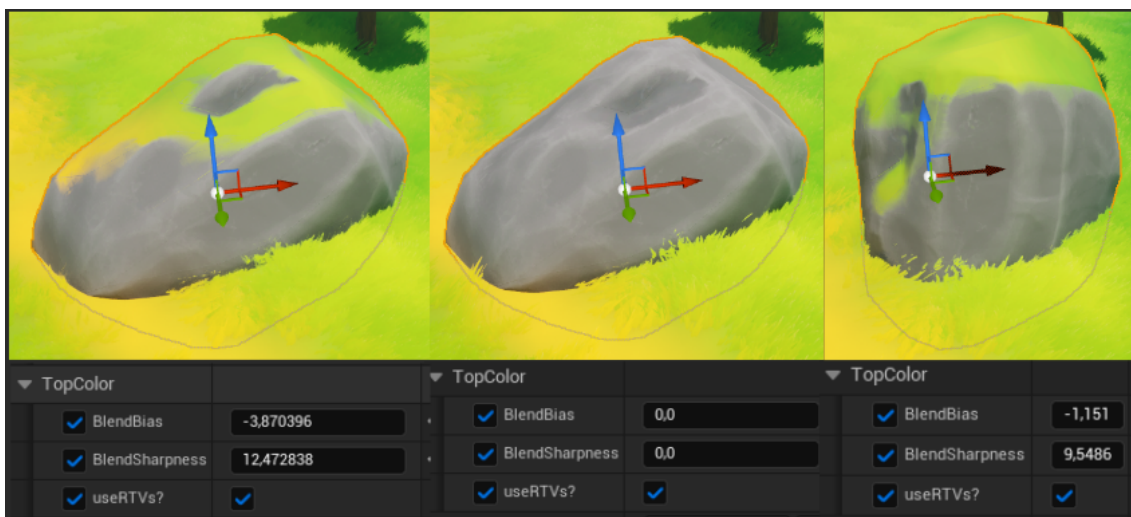 TopColor
BlendBias -3,870396
BlendSharpness 12,472838
useRTVs?
TopColor
BlendBias 0,0
BlendSharpness 0,0
useRTVs?
TopColor
BlendBias -1,151
BlendSharpness 9,5486
useRTVs?